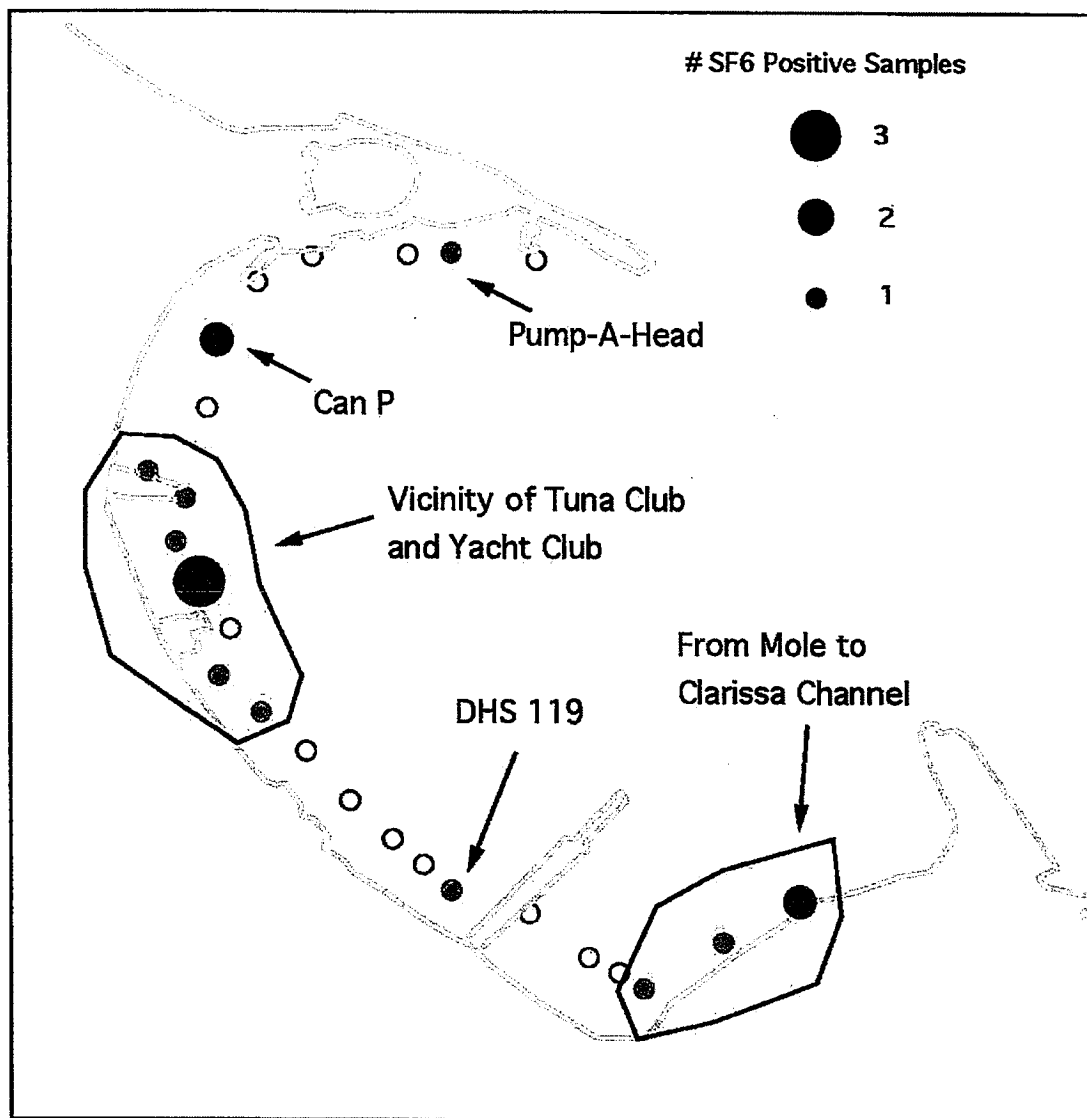 # SF6 Positive Samples
3
2
1
Pump-A-Head
Can P
Vicinity of Tuna Club
and Yacht Club
From Mole to
Clarissa Channel
DHS 119